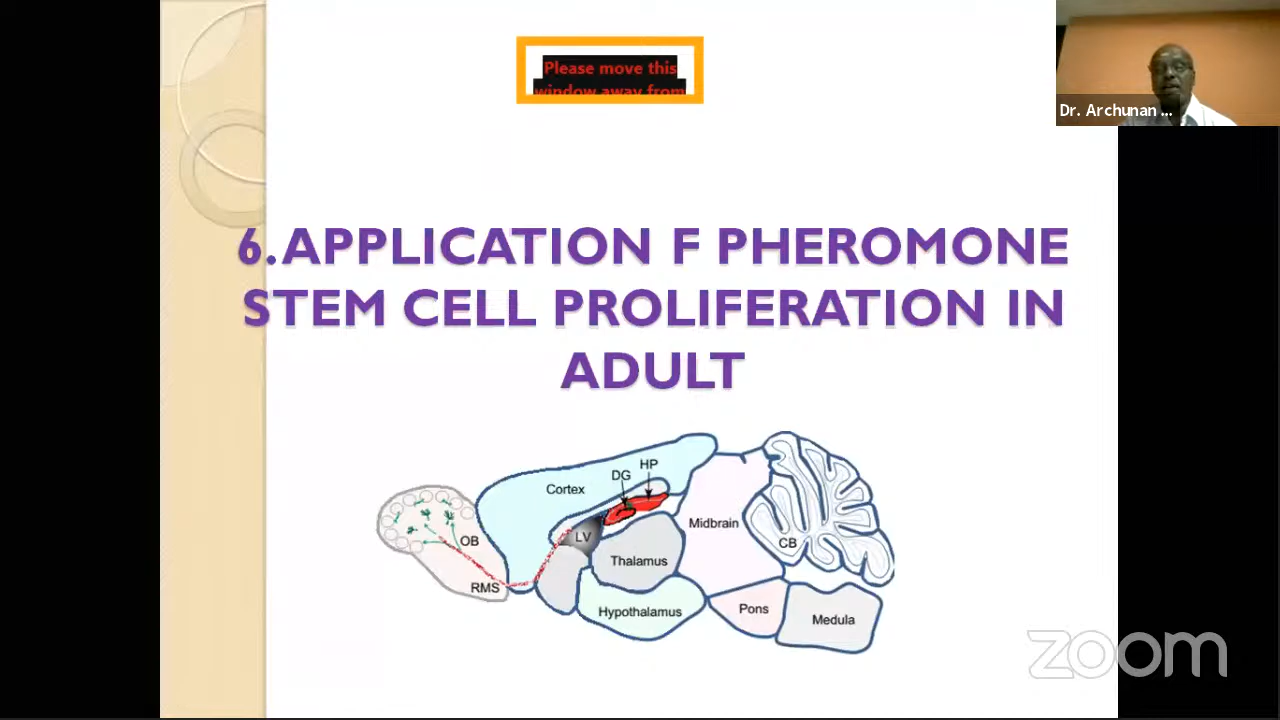 Please move this
window away from
Dr. Archunan ...
6.APPLICATION F PHEROMONE
STEM CELL PROLIFERATION IN
ADULT
HP
DG
Cortex
OB
LV
Midbrain
CB
Thalamus
RMS
Hypothalamus
Pons
Medula
zoom